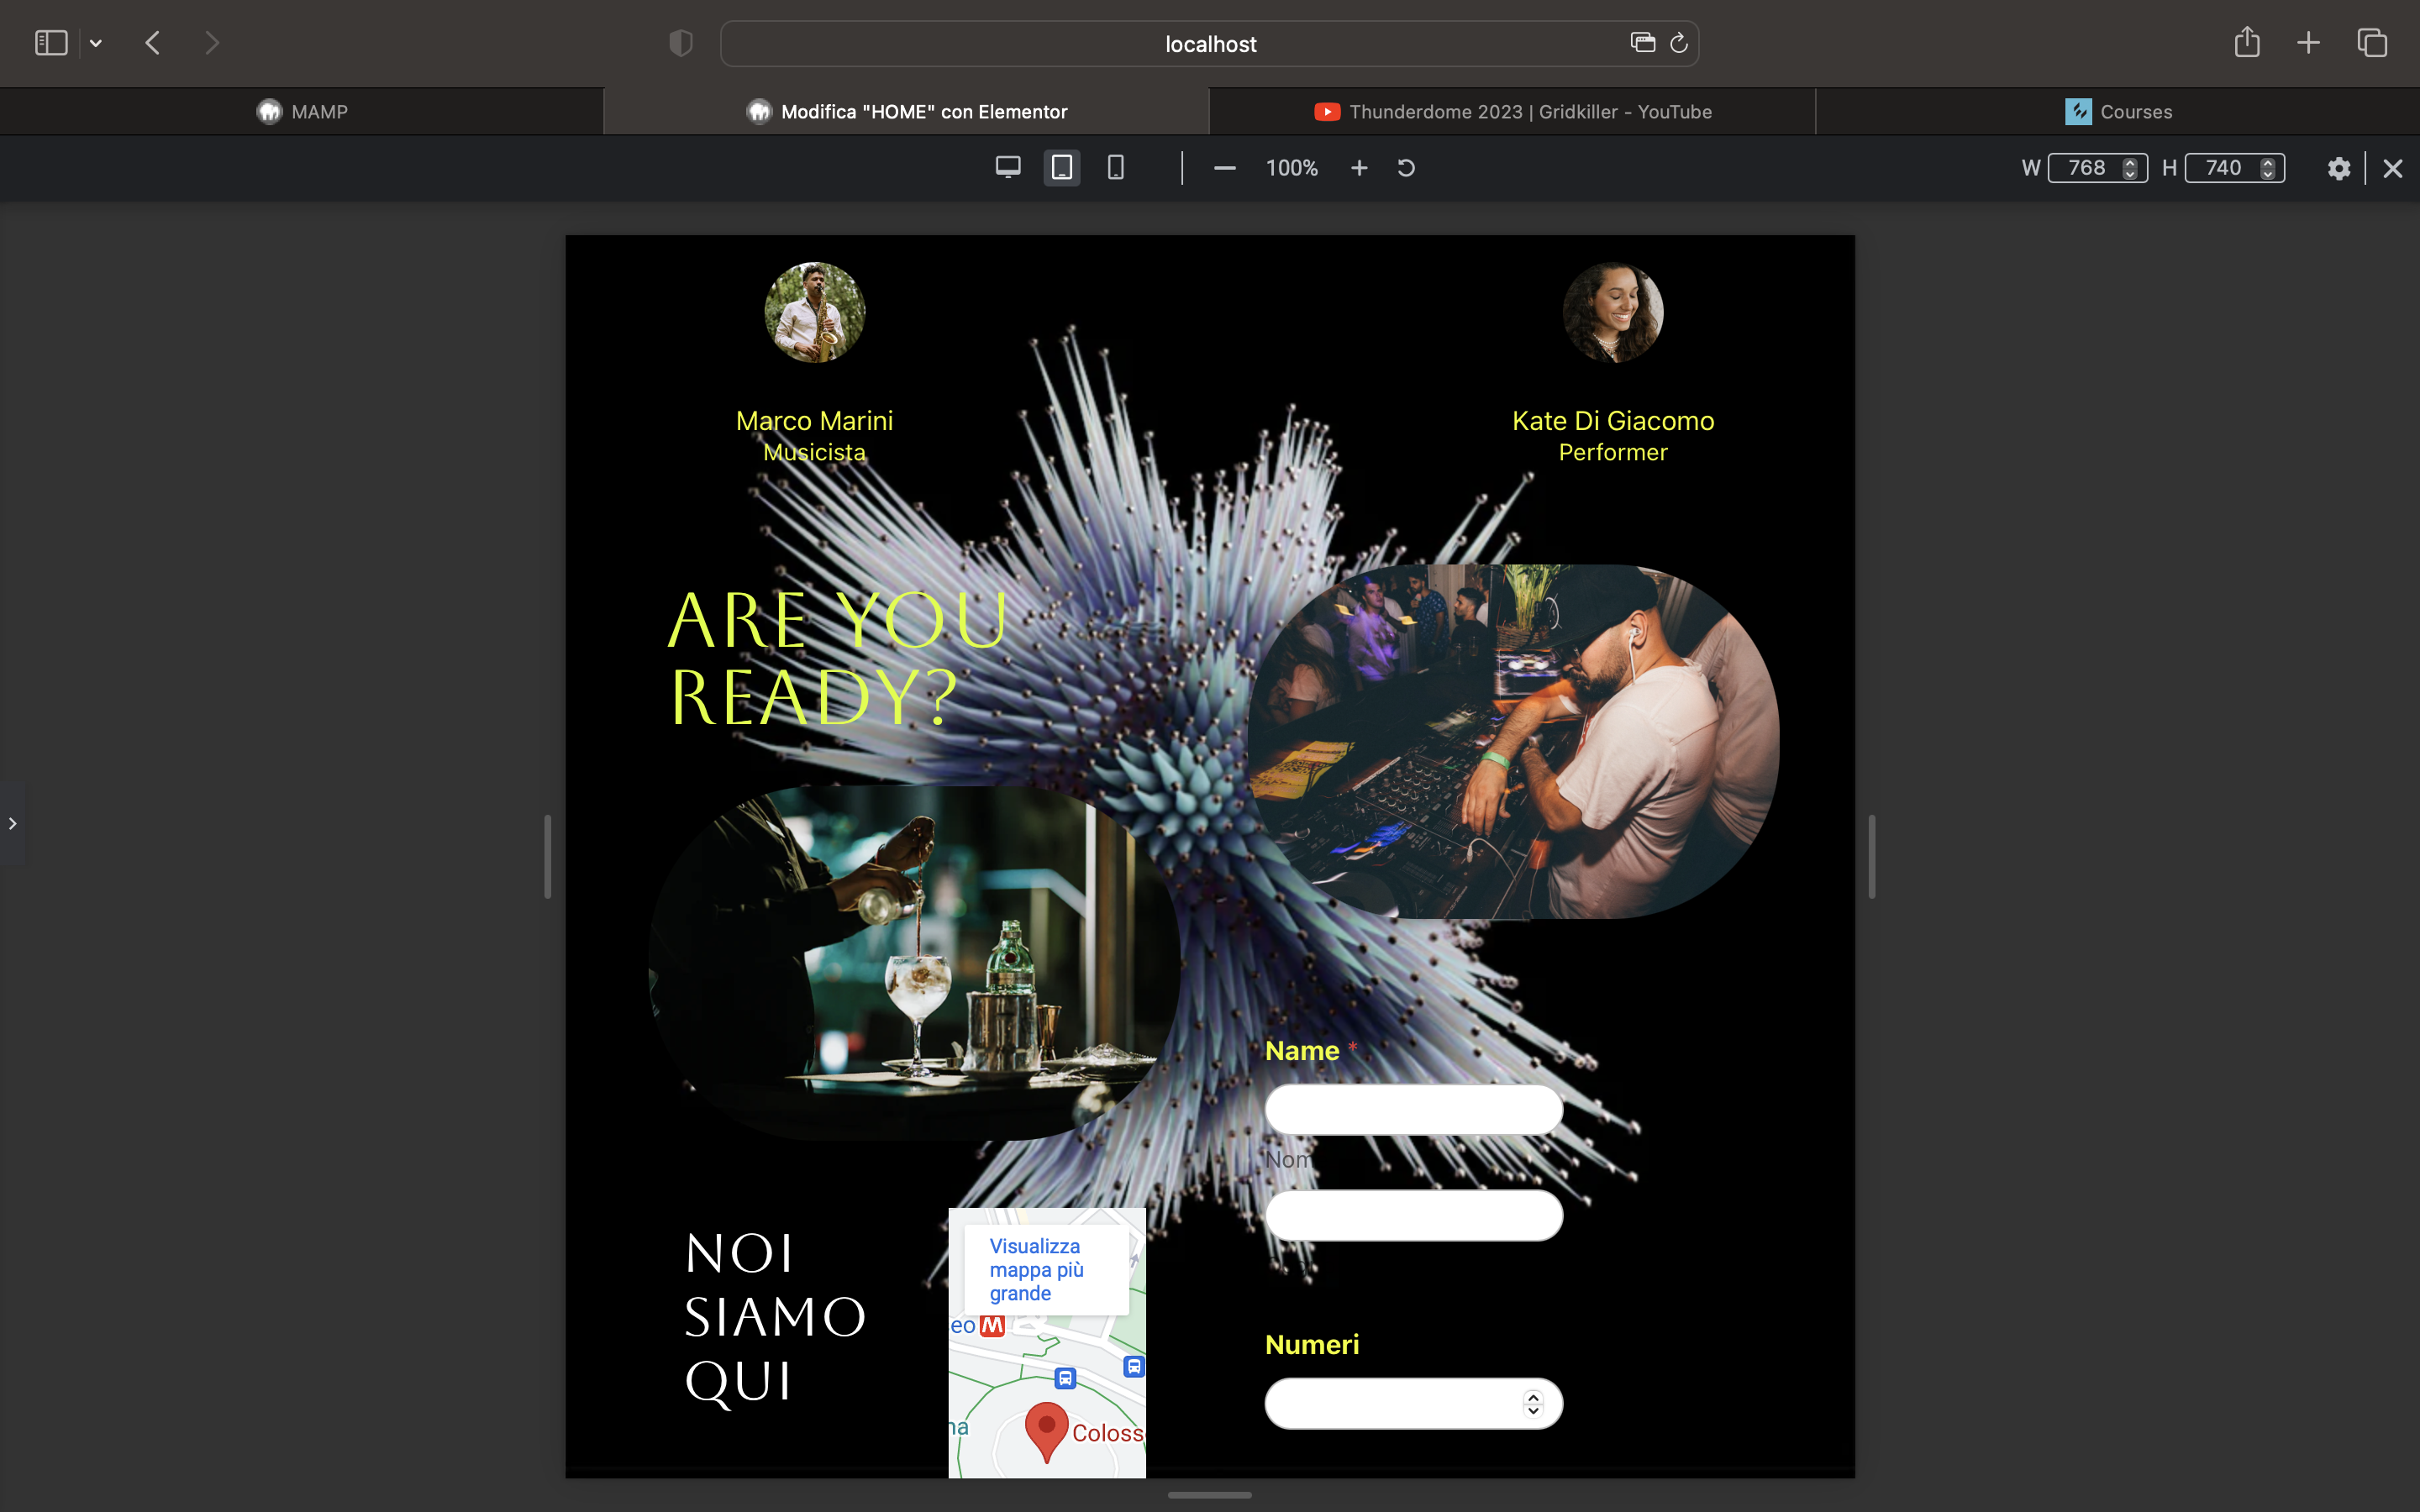 localhost
MAMP
Modifica "HOME" con Elementor
Thunderdome 2023 | Gridkiller - YouTube
Courses
100%
W 768 H 740
Marco Marini
Musicista
Kate Di Giacomo
Performer
ARE YOU
READY?
Name *
Nom
NOI
SIAMO
QUI
Visualizza
mappa più
grande
eo M
na
Coloss
Numeri